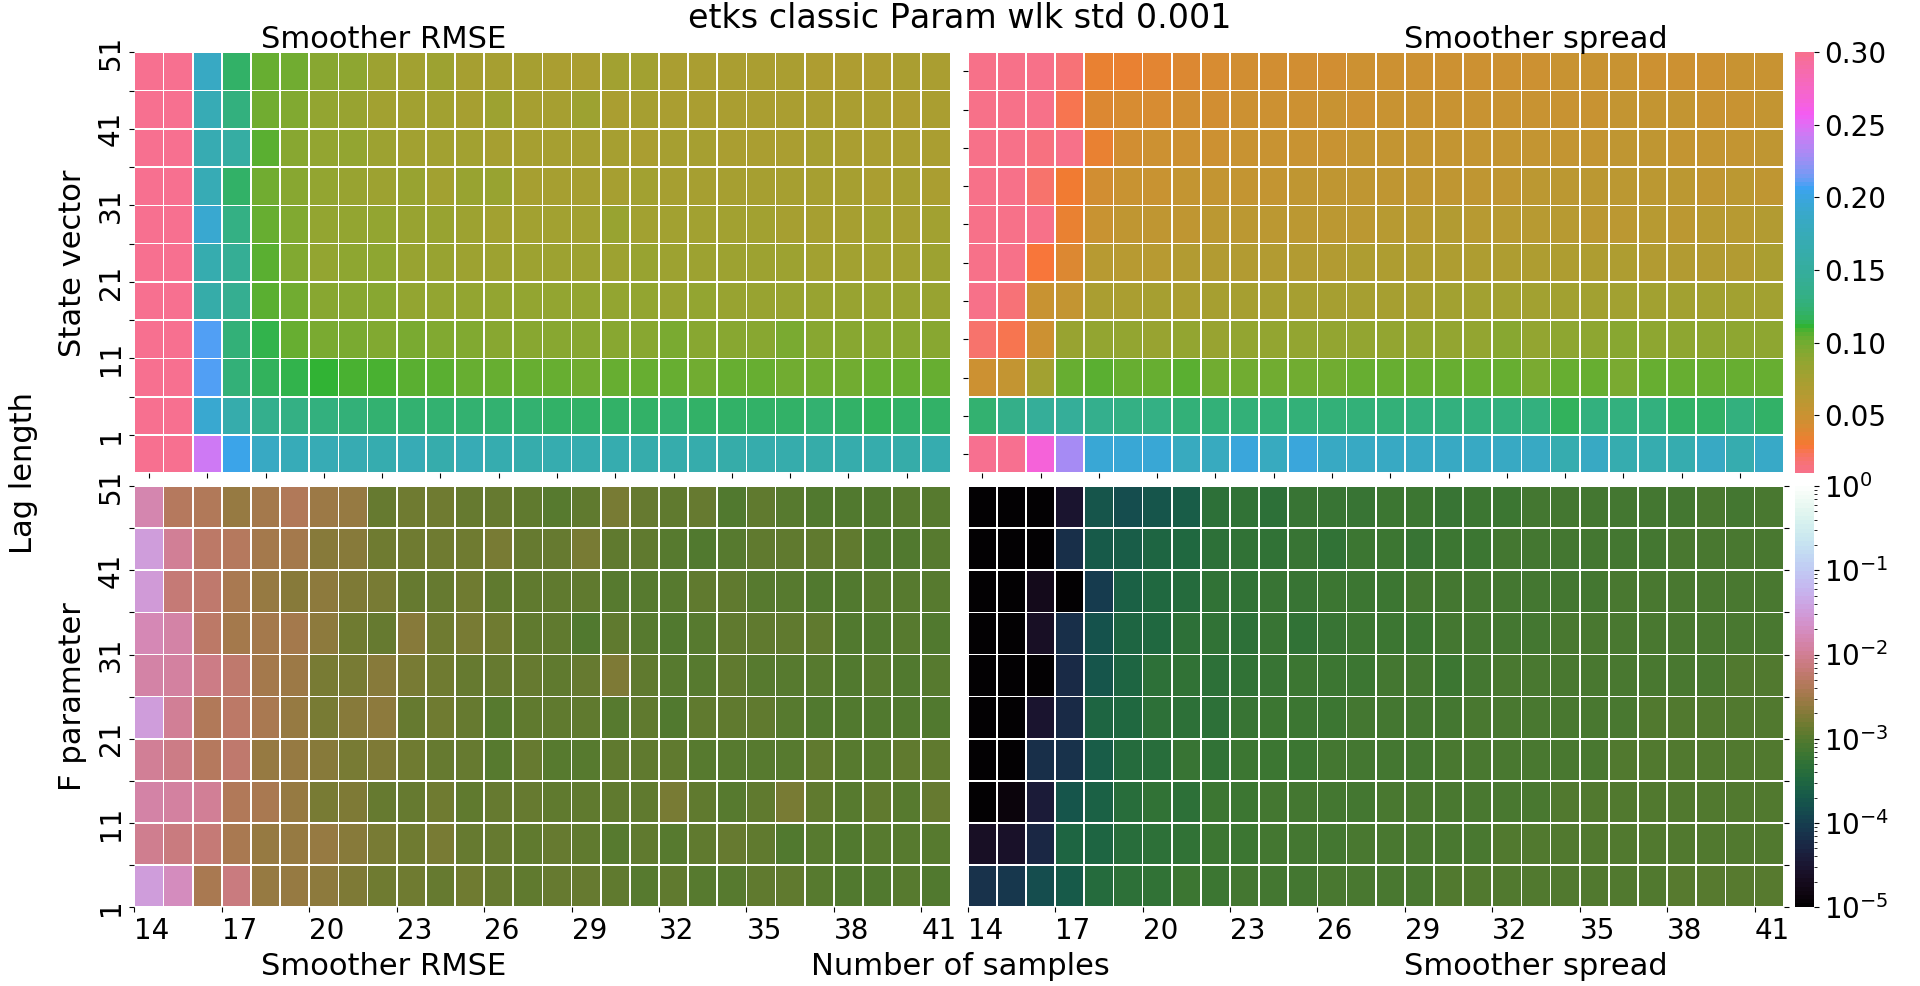 etks classic Param wlk std 0.001
Smoother RMSE
Smoother spread
Lag length
State vector
51
41
31
21
11
1
0.30
0.25
0.20
0.15
0.10
0.05
F parameter
51
41
31
21
11
1
10⁰
10⁻¹
10⁻²
10⁻³
10⁻⁴
10⁻⁵
14 17 20 23 26 29 32 35 38 41
14 17 20 23 26 29 32 35 38 41
Smoother RMSE
Number of samples
Smoother spread